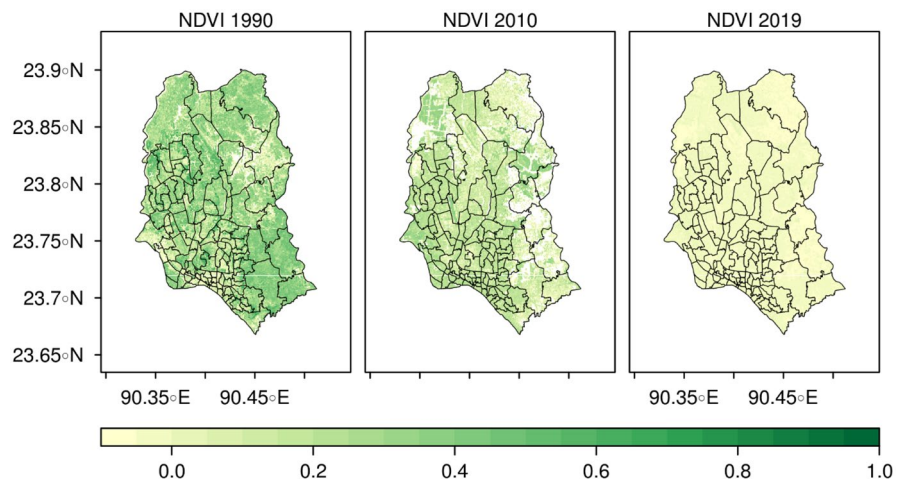 NDVI 1990 NDVI 2010 NDVI 2019
23.9◦N
23.85◦N
23.8◦N
23.75◦N
23.7◦N
23.65◦N
90.35◦E 90.45◦E 90.35◦E 90.45◦E
0.0 0.2 0.4 0.6 0.8 1.0